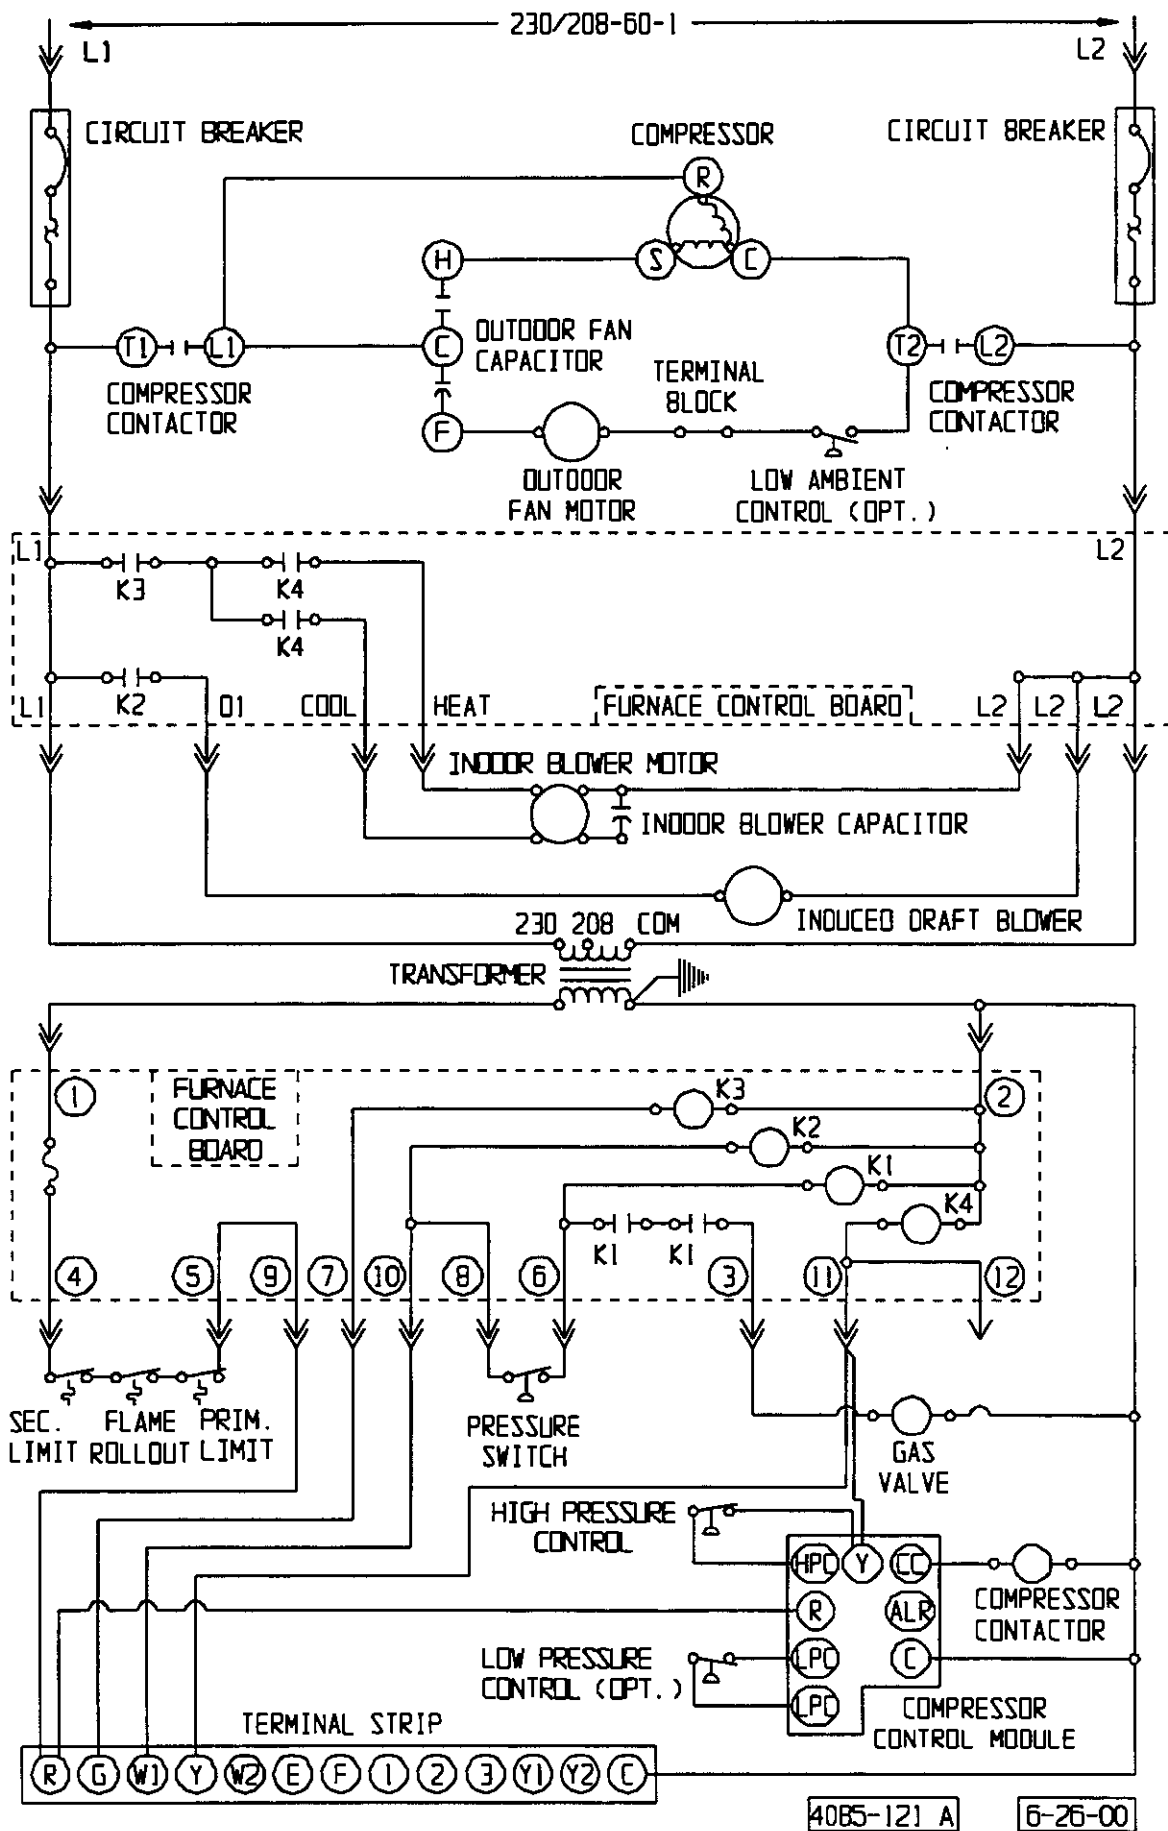 230/208-60-1
L1
L2
CIRCUIT BREAKER
COMPRESSOR
CIRCUIT BREAKER
R
H
S
C
T1
L1
C
OUTDOOR FAN
CAPACITOR
T2
L2
COMPRESSOR
CONTACTOR
TERMINAL
BLOCK
COMPRESSOR
CONTACTOR
F
OUTDOOR
FAN MOTOR
LOW AMBIENT
CONTROL (OPT.)
L1
L2
K3
K4
K4
K2
L1
O1
COOL
HEAT
FURNACE CONTROL BOARD
L2
L2
L2
INDOOR BLOWER MOTOR
INDOOR BLOWER CAPACITOR
INDUCED DRAFT BLOWER
230 208 COM
TRANSFORMER
1
FURNACE
CONTROL
BOARD
K3
2
K2
K1
K4
K1
K1
4
5
9
7
10
8
6
3
11
12
SEC.
LIMIT
FLAME
ROLLOUT
PRIM.
LIMIT
PRESSURE
SWITCH
GAS
VALVE
HIGH PRESSURE
CONTROL
HPC
Y
CC
R
ALR
COMPRESSOR
CONTACTOR
LOW PRESSURE
CONTROL (OPT.)
LPC
C
LPC
COMPRESSOR
CONTROL MODULE
TERMINAL STRIP
R G W1 Y W2 E F 1 2 3 Y1 Y2 C
4085-121 A
6-26-00